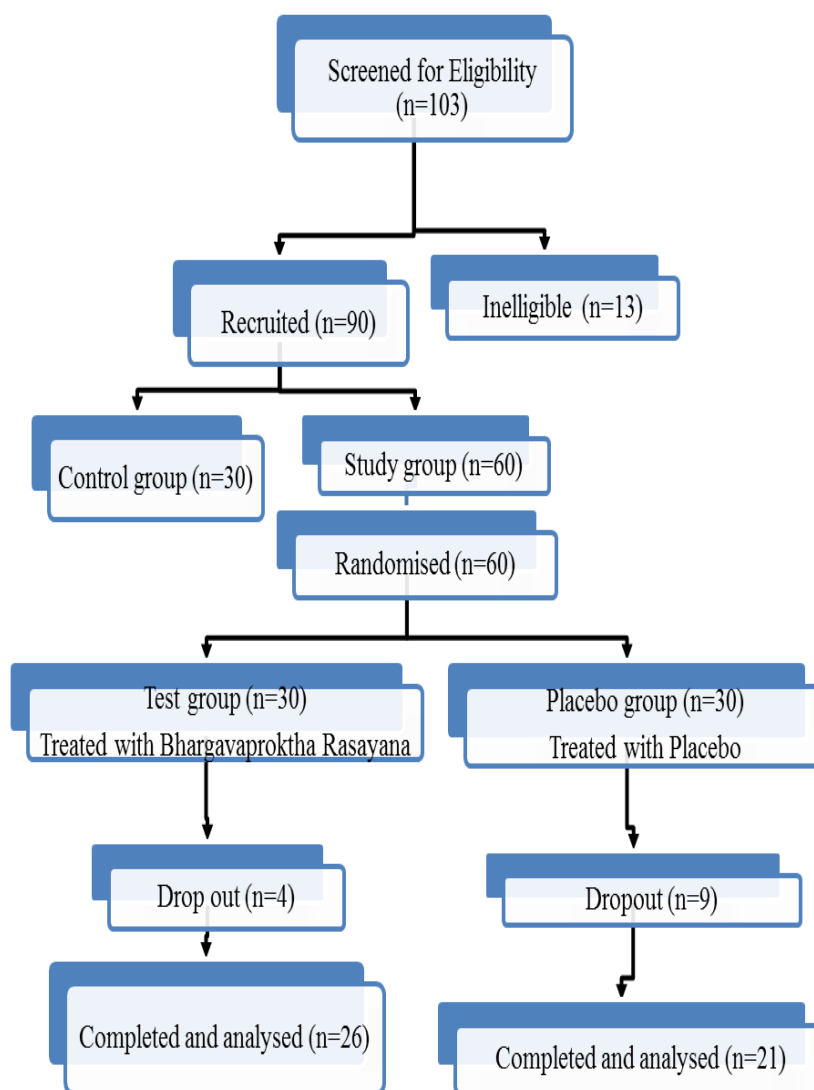 Screened for Eligibility
(n=103)
Recruited (n=90)
Inelligible (n=13)
Control group (n=30)
Study group (n=60)
Randomised (n=60)
Test group (n=30)
Treated with Bhargavaproktha Rasayana
Placebo group (n=30)
Treated with Placebo
Drop out (n=4)
Dropout (n=9)
Completed and analysed (n=26)
Completed and analysed (n=21)